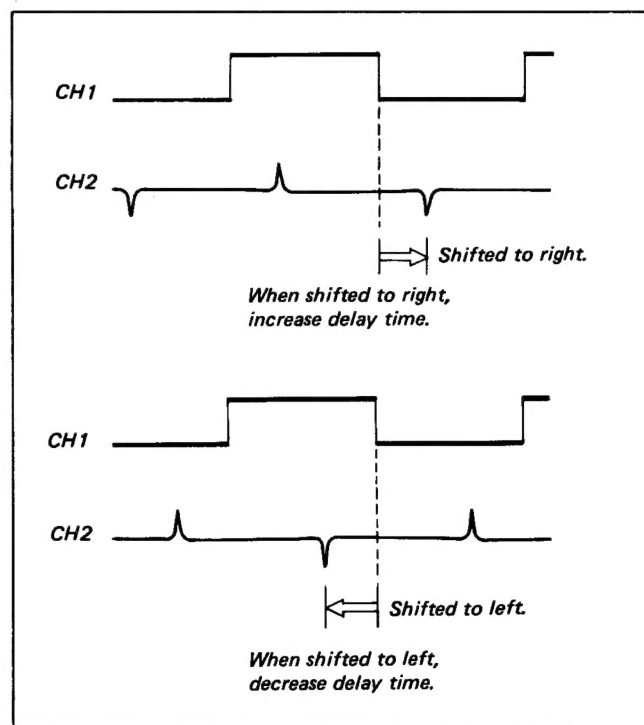 CH1
CH2
Shifted to right.
When shifted to right,
increase delay time.
CH1
CH2
Shifted to left.
When shifted to left,
decrease delay time.